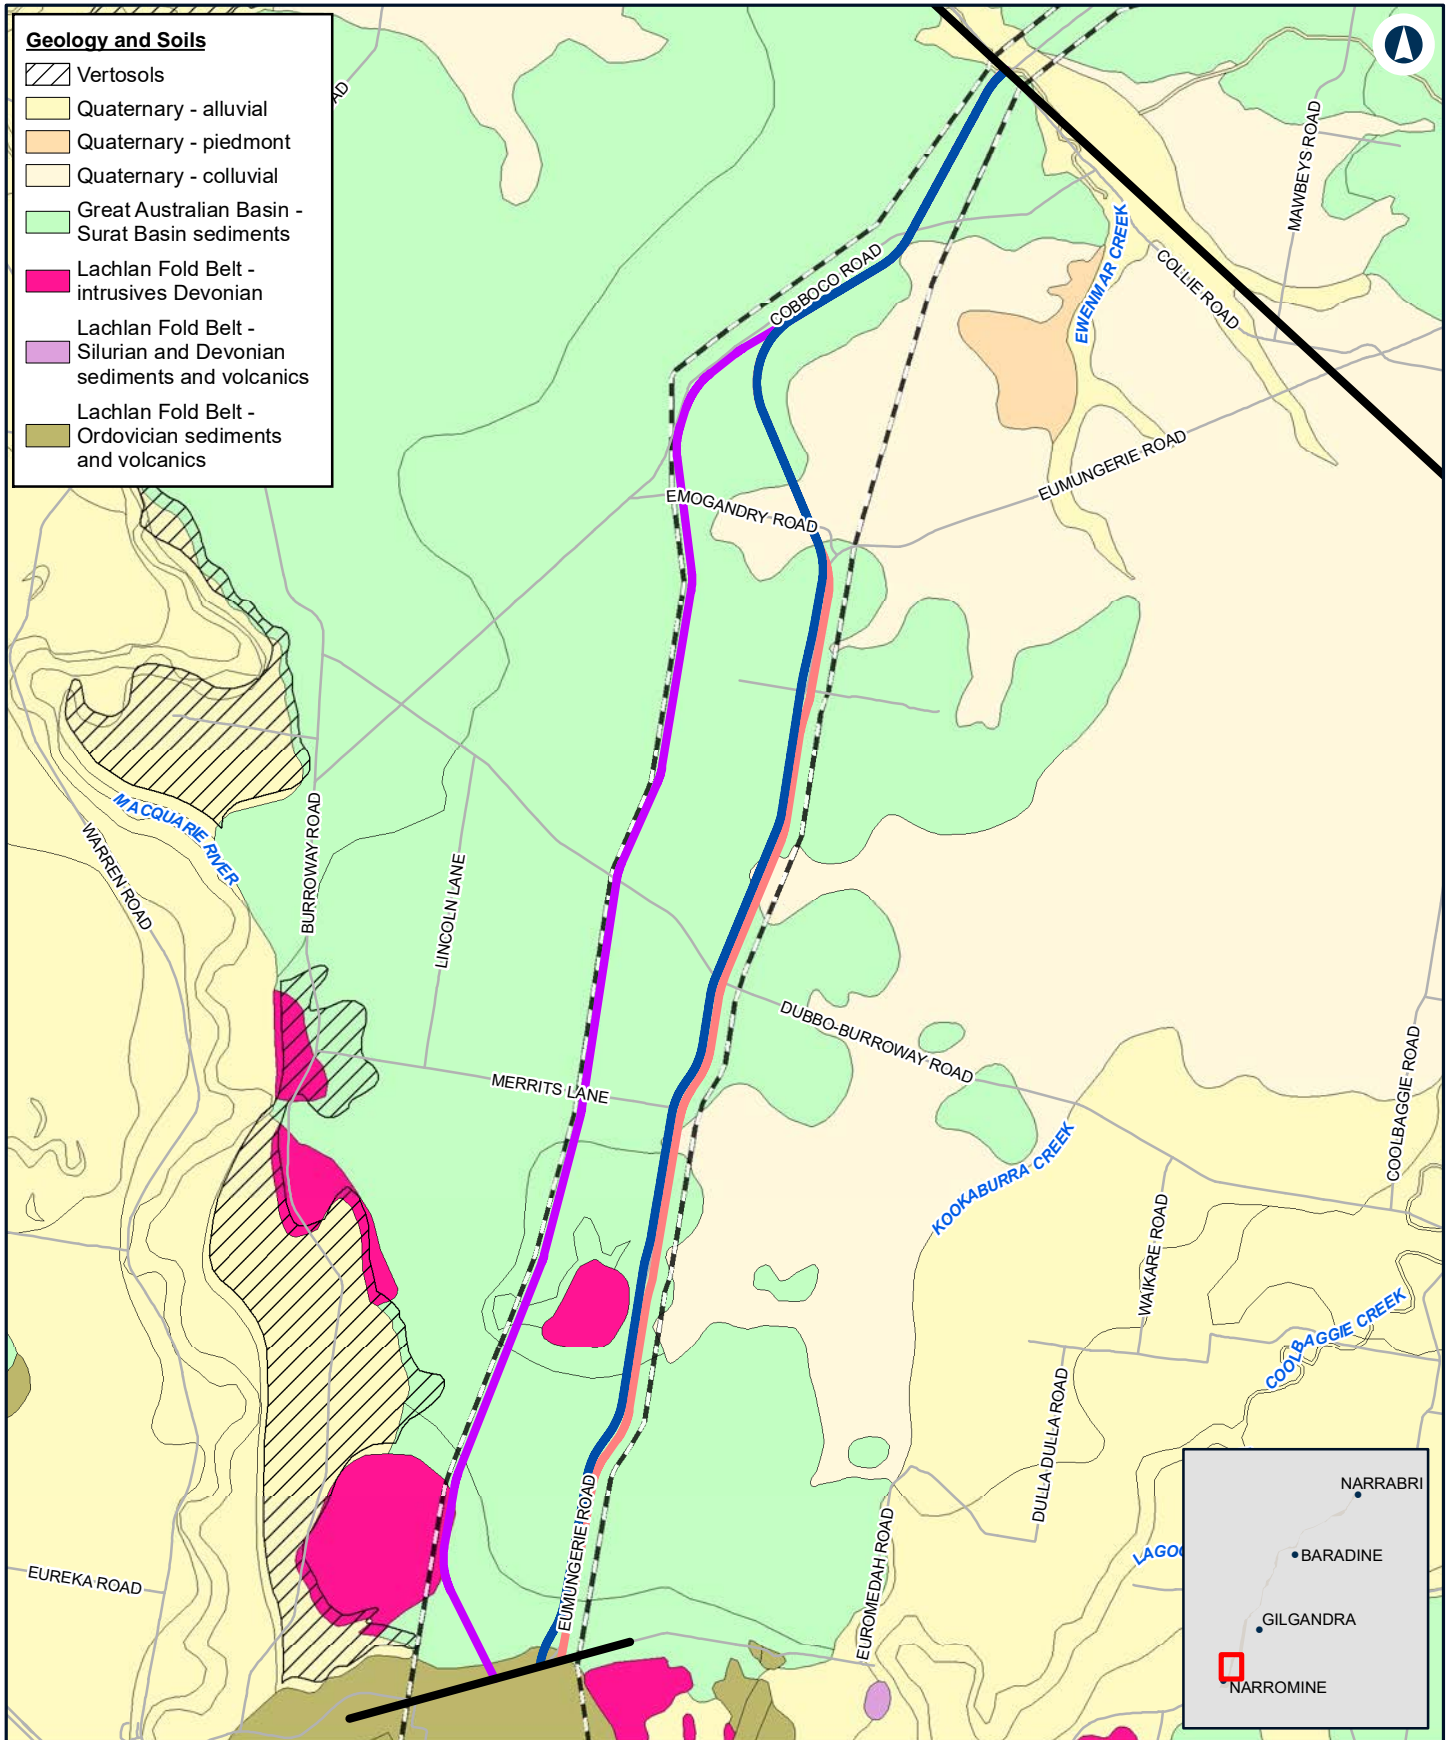 Geology and Soils
Vertosols
Quaternary - alluvial
Quaternary - piedmont
Quaternary - colluvial
Great Australian Basin -
Surat Basin sediments
Lachlan Fold Belt -
intrusives Devonian
Lachlan Fold Belt -
Silurian and Devonian
sediments and volcanics
Lachlan Fold Belt -
Ordovician sediments
and volcanics
AD
MAWBEYS ROAD
EWENMAR CREEK
COLLIE ROAD
COBBOCO ROAD
EUMUNGERIE ROAD
EMOGANDRY ROAD
MACQUARIE RIVER
WARREN ROAD
BURROWAY ROAD
LINCOLN LANE
DUBBO-BURROWAY ROAD
MERRITS LANE
COOLBAGGIE ROAD
KOOKABURRA CREEK
WAIKARE ROAD
COOLBAGGIE CREEK
DULLA DULLA ROAD
EUMUNGERIE ROAD
EUROMEDAH ROAD
EUREKA ROAD
LAGOO
NARRABRI
BARADINE
GILGANDRA
NARROMINE